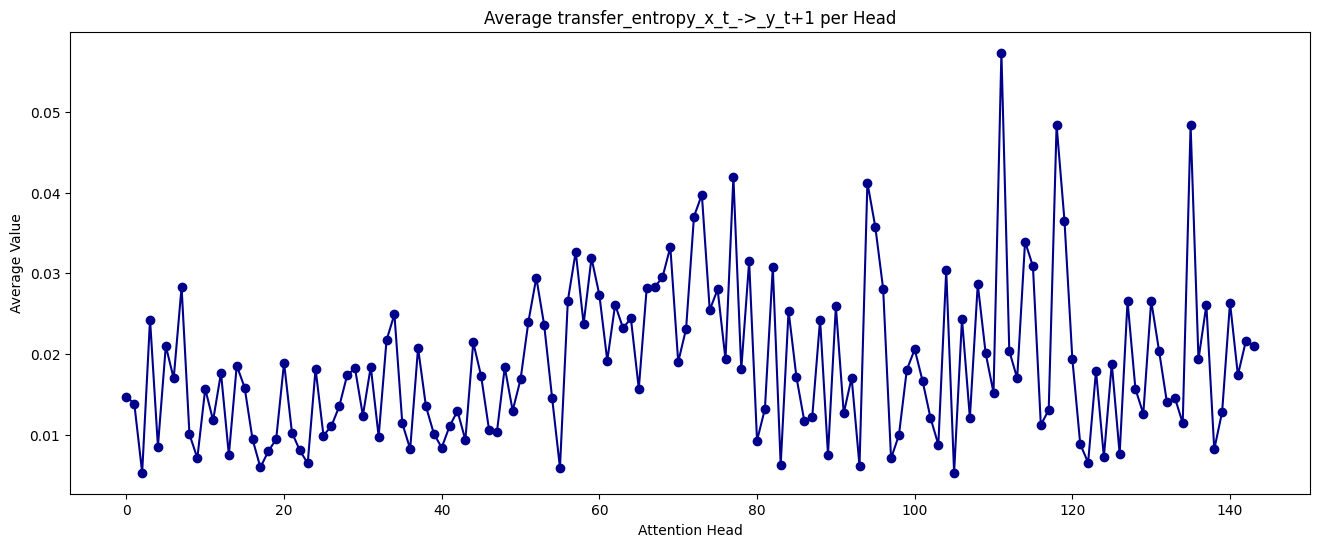 Average transfer_entropy_x_t_->_y_t+1 per Head
Average Value
0.05
0.04
0.03
0.02
0.01
0 20 40 60 80 100 120 140
Attention Head